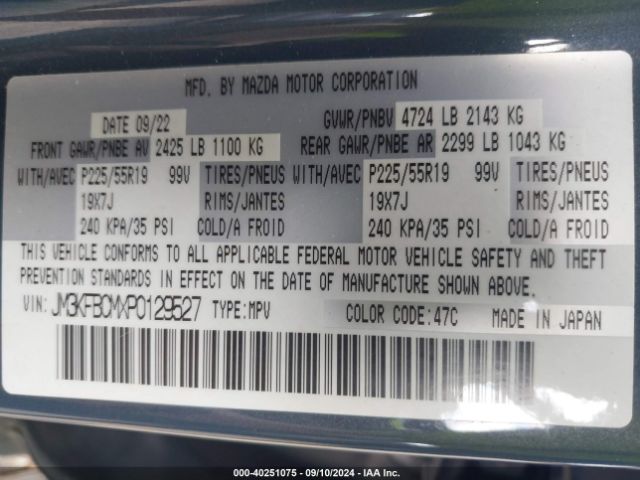 MFD. BY MAZDA MOTOR CORPORATION
DATE 09/22 GVWR/PNBV 4724 LB 2143 KG
FRONT GAWR/PNBE AV 2425 LB 1100 KG REAR GAWR/PNBE AR 2299 LB 1043 KG
WITH/AVEC P225/55R19 99V TIRES/PNEUS WITH/AVEC P225/55R19 99V TIRES/PNEUS
19X7J RIMS/JANTES 19X7J RIMS/JANTES
240 KPA/35 PSI COLD/A FROID 240 KPA/35 PSI COLD/A FROID
THIS VEHICLE CONFORMS TO ALL APPLICABLE FEDERAL MOTOR VEHICLE SAFETY AND THEFT
PREVENTION STANDARDS IN EFFECT ON THE DATE OF MANUFACTURE SHOWN ABOVE.
VIN: JM3KFBCMXP0129527 TYPE:MPV COLOR CODE:47C MADE IN JAPAN
000-40251075 - 09/10/2024 - IAA Inc.